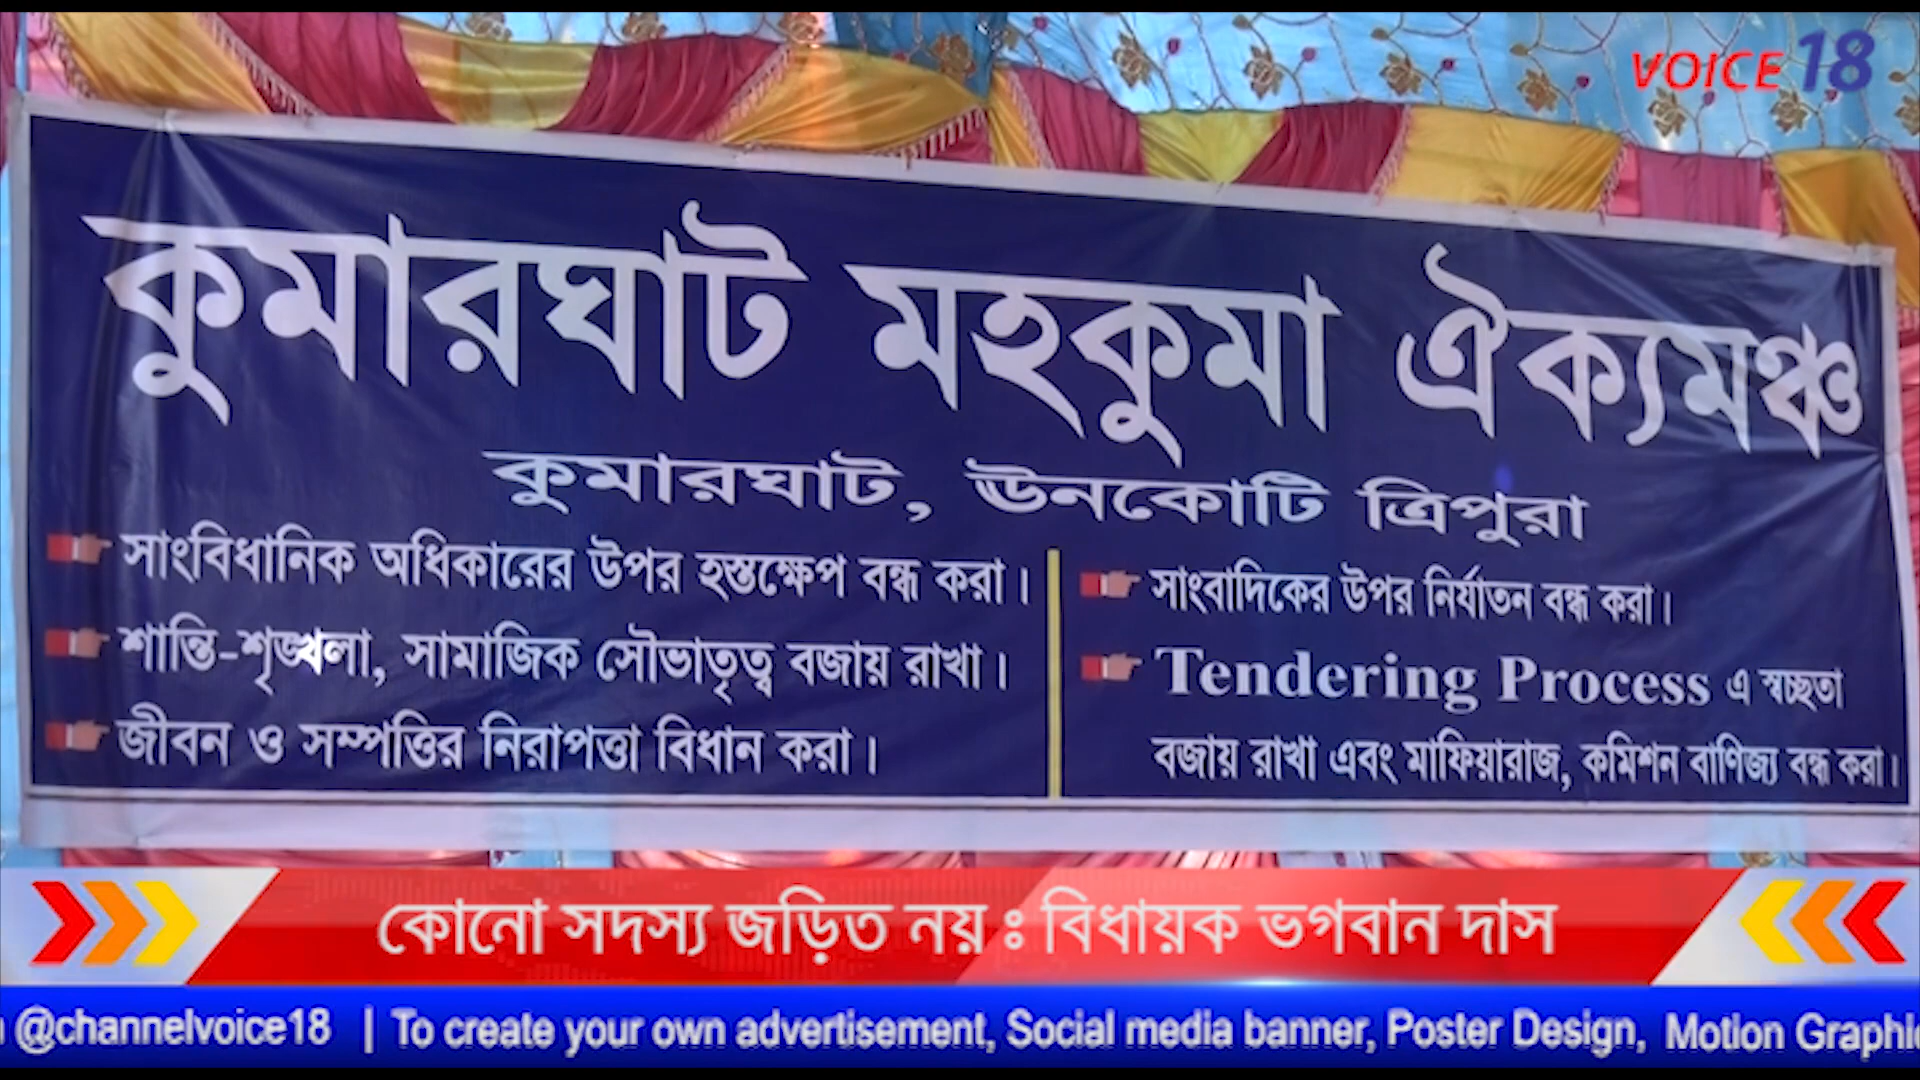 VOICE 18
কুমারঘাট মহকুমা ঐক্যমঞ্চ
কুমারঘাট, ঊনকোটি ত্রিপুরা
সাংবিধানিক অধিকারের উপর হস্তক্ষেপ বন্ধ করা।
শান্তি-শৃঙ্খলা, সামাজিক সৌভাতৃত্ব বজায় রাখা।
জীবন ও সম্পত্তির নিরাপত্তা বিধান করা।
সাংবাদিকের উপর নির্যাতন বন্ধ করা।
Tendering Process এ স্বচ্ছতা
বজায় রাখা এবং মাফিয়ারাজ, কমিশন বাণিজ্য বন্ধ করা।
কোনো সদস্য জড়িত নয় ঃ বিধায়ক ভগবান দাস
@channelvoice18 | To create your own advertisement, Social media banner, Poster Design, Motion Graphic